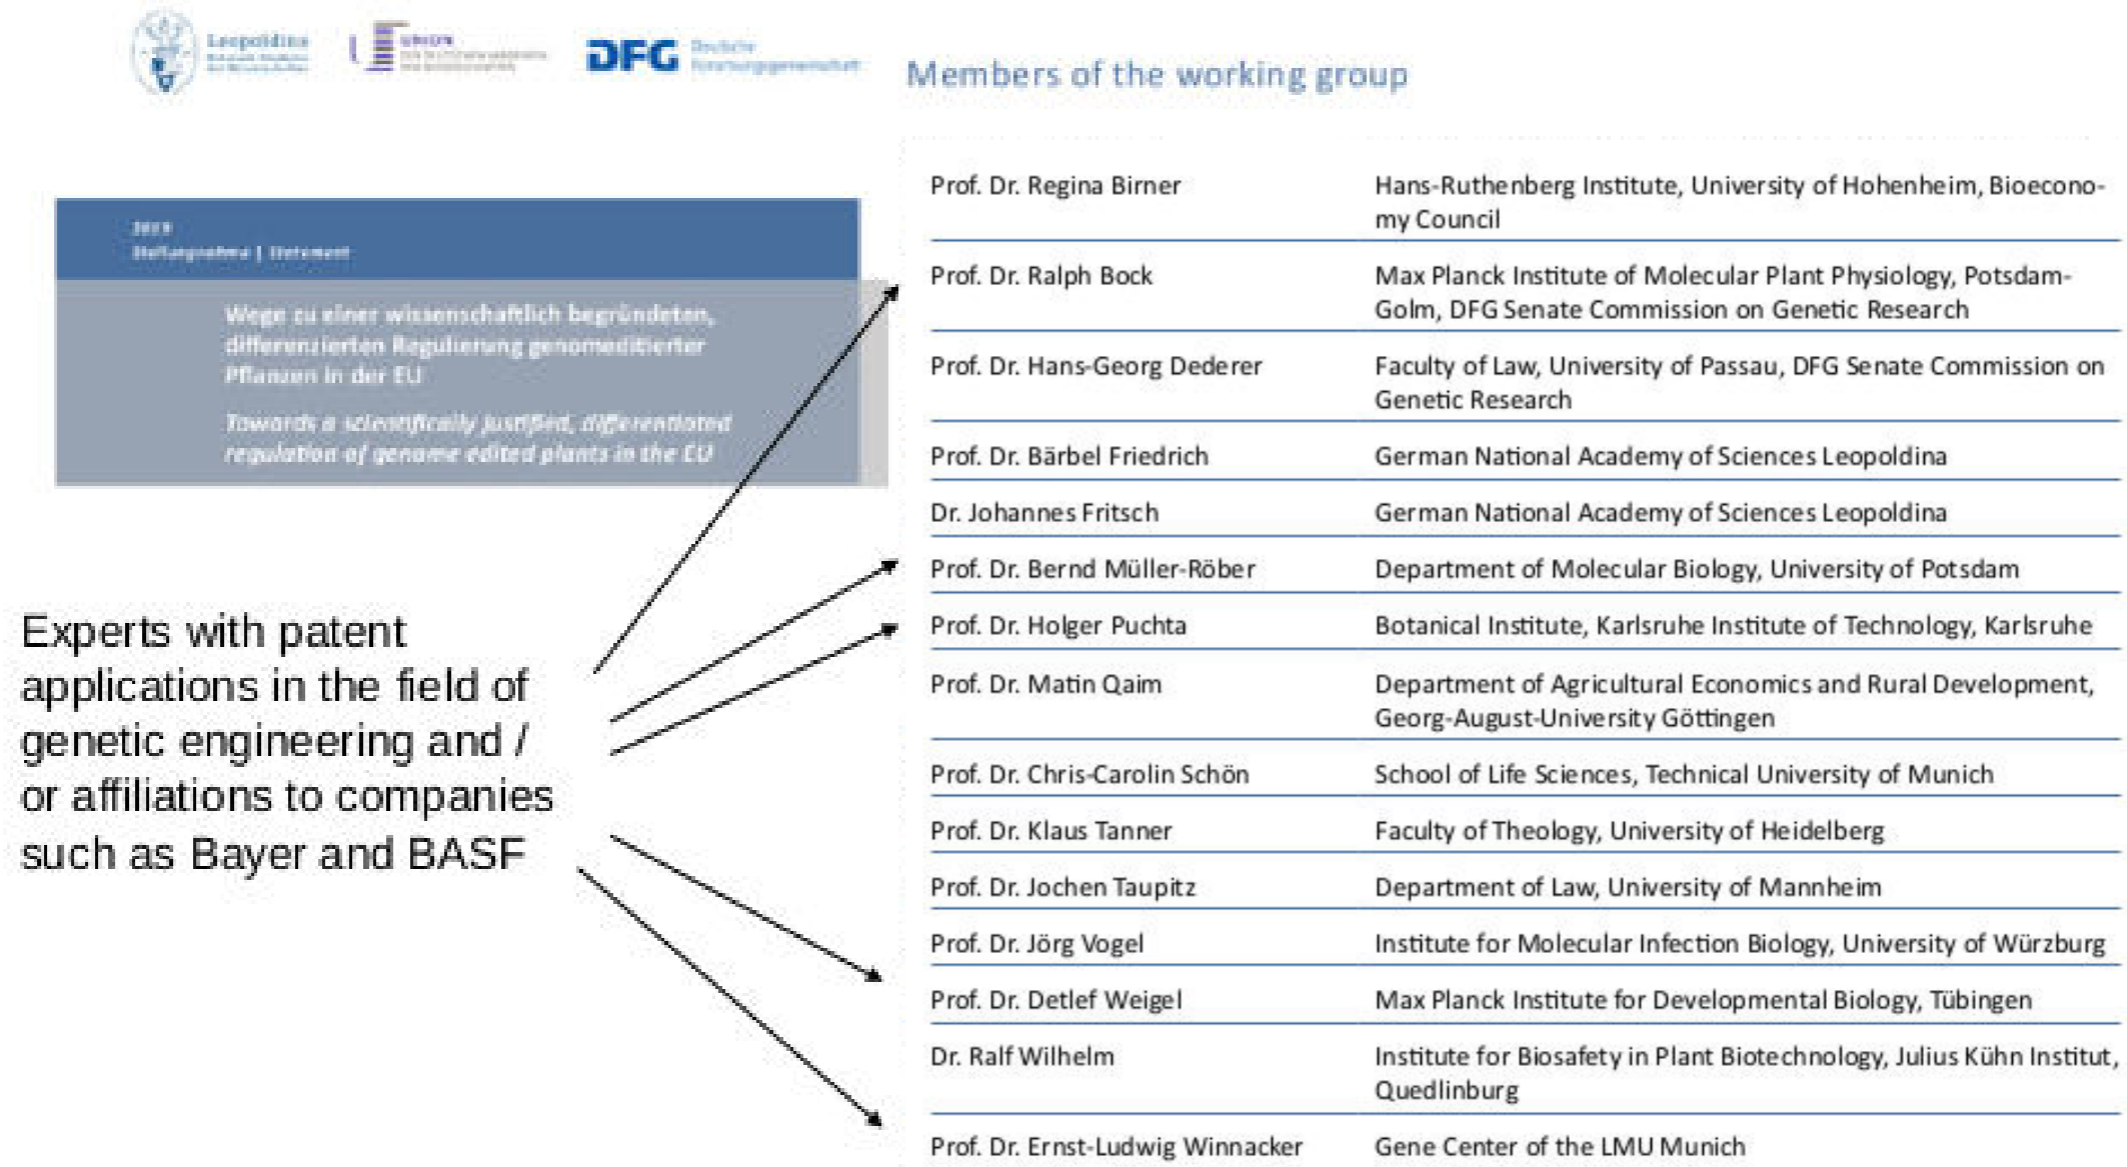 Leopoldina
UNION
DFG Deutsche
Forschungsgemeinschaft
Members of the working group
2019
Stellungnahme | Statement
Wege zu einer wissenschaftlich begründeten,
differenzierten Regulierung genomeditierter
Pflanzen in der EU
Towards a scientifically justified, differentiated
regulation of genome edited plants in the EU
Experts with patent
applications in the field of
genetic engineering and /
or affiliations to companies
such as Bayer and BASF
Prof. Dr. Regina Birner Hans-Ruthenberg Institute, University of Hohenheim, Bioecono-
my Council
Prof. Dr. Ralph Bock Max Planck Institute of Molecular Plant Physiology, Potsdam-
Golm, DFG Senate Commission on Genetic Research
Prof. Dr. Hans-Georg Dederer Faculty of Law, University of Passau, DFG Senate Commission on
Genetic Research
Prof. Dr. Bärbel Friedrich German National Academy of Sciences Leopoldina
Dr. Johannes Fritsch German National Academy of Sciences Leopoldina
Prof. Dr. Bernd Müller-Röber Department of Molecular Biology, University of Potsdam
Prof. Dr. Holger Puchta Botanical Institute, Karlsruhe Institute of Technology, Karlsruhe
Prof. Dr. Matin Qaim Department of Agricultural Economics and Rural Development,
Georg-August-University Göttingen
Prof. Dr. Chris-Carolin Schön School of Life Sciences, Technical University of Munich
Prof. Dr. Klaus Tanner Faculty of Theology, University of Heidelberg
Prof. Dr. Jochen Taupitz Department of Law, University of Mannheim
Prof. Dr. Jörg Vogel Institute for Molecular Infection Biology, University of Würzburg
Prof. Dr. Detlef Weigel Max Planck Institute for Developmental Biology, Tübingen
Dr. Ralf Wilhelm Institute for Biosafety in Plant Biotechnology, Julius Kühn Institut,
Quedlinburg
Prof. Dr. Ernst-Ludwig Winnacker Gene Center of the LMU Munich